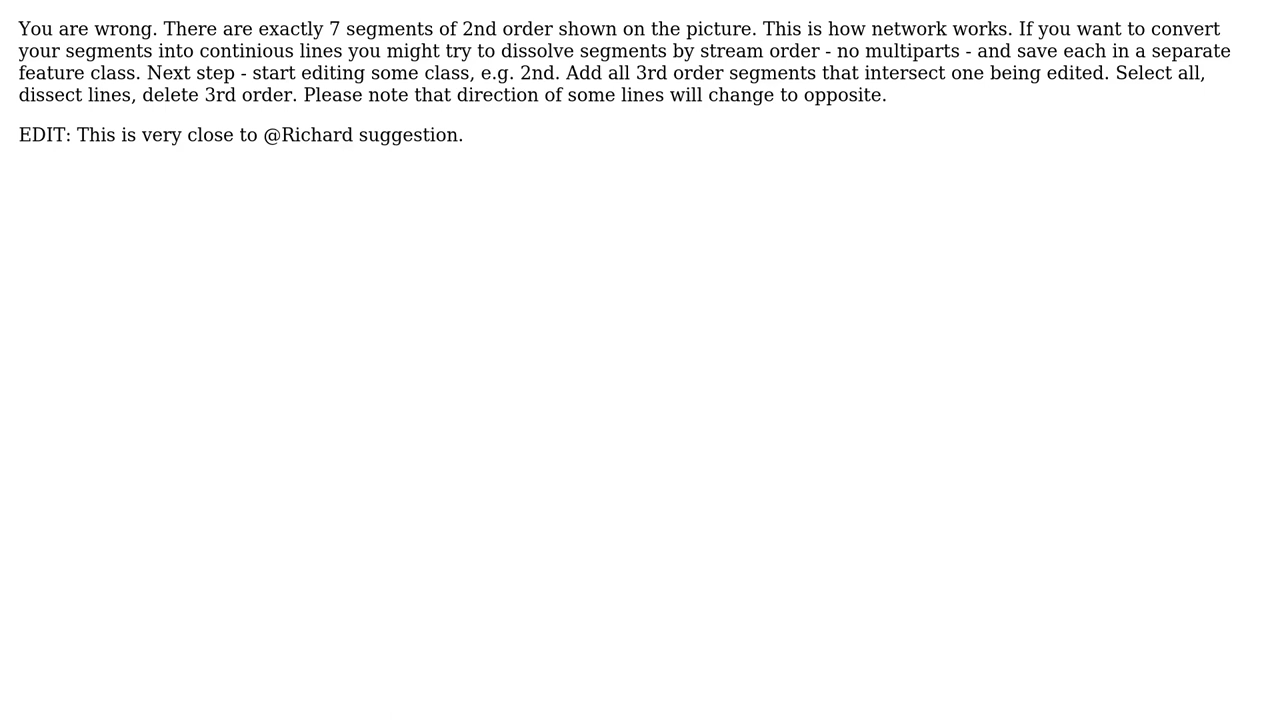 You are wrong. There are exactly 7 segments of 2nd order shown on the picture. This is how network works. If you want to convert
your segments into continious lines you might try to dissolve segments by stream order - no multiparts - and save each in a separate
feature class. Next step - start editing some class, e.g. 2nd. Add all 3rd order segments that intersect one being edited. Select all,
dissect lines, delete 3rd order. Please note that direction of some lines will change to opposite.
EDIT: This is very close to @Richard suggestion.